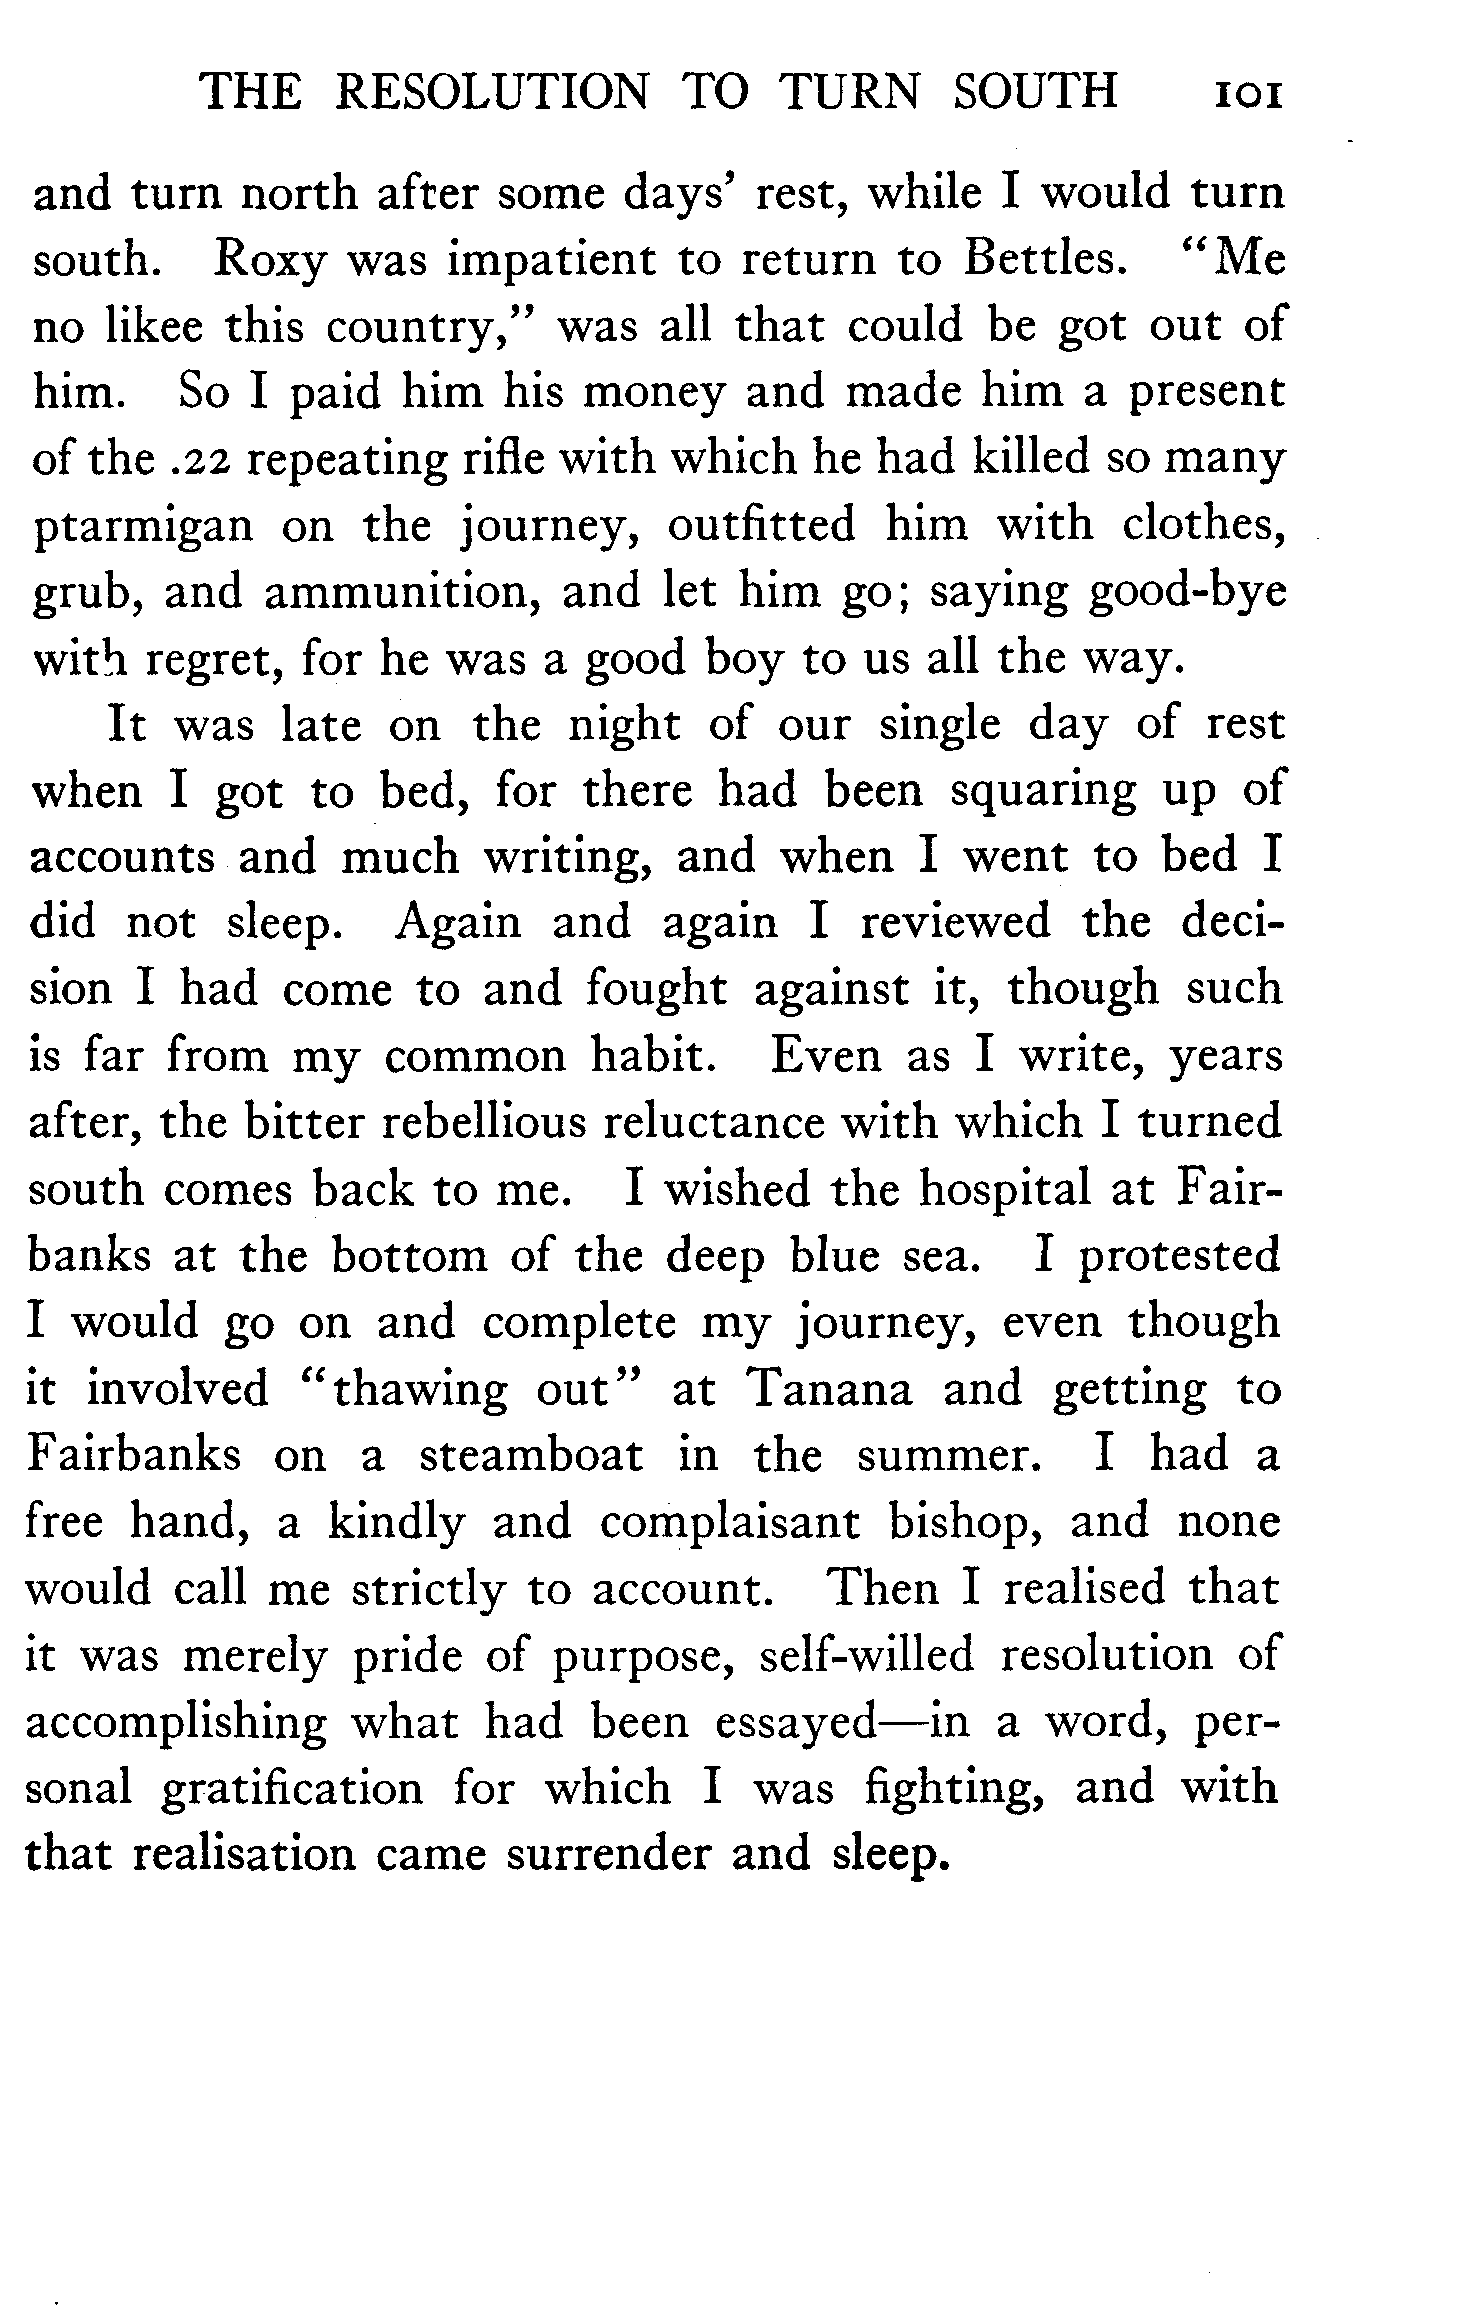 THE RESOLUTION TO TURN SOUTH 101
and turn north after some days' rest, while I would turn
south. Roxy was impatient to return to Bettles. "Me
no likee this country," was all that could be got out of
him. So I paid him his money and made him a present
of the .22 repeating rifle with which he had killed so many
ptarmigan on the journey, outfitted him with clothes,
grub, and ammunition, and let him go; saying good-bye
with regret, for he was a good boy to us all the way.
It was late on the night of our single day of rest
when I got to bed, for there had been squaring up of
accounts and much writing, and when I went to bed I
did not sleep. Again and again I reviewed the deci-
sion I had come to and fought against it, though such
is far from my common habit. Even as I write, years
after, the bitter rebellious reluctance with which I turned
south comes back to me. I wished the hospital at Fair-
banks at the bottom of the deep blue sea. I protested
I would go on and complete my journey, even though
it involved "thawing out" at Tanana and getting to
Fairbanks on a steamboat in the summer. I had a
free hand, a kindly and complaisant bishop, and none
would call me strictly to account. Then I realised that
it was merely pride of purpose, self-willed resolution of
accomplishing what had been essayed—in a word, per-
sonal gratification for which I was fighting, and with
that realisation came surrender and sleep.